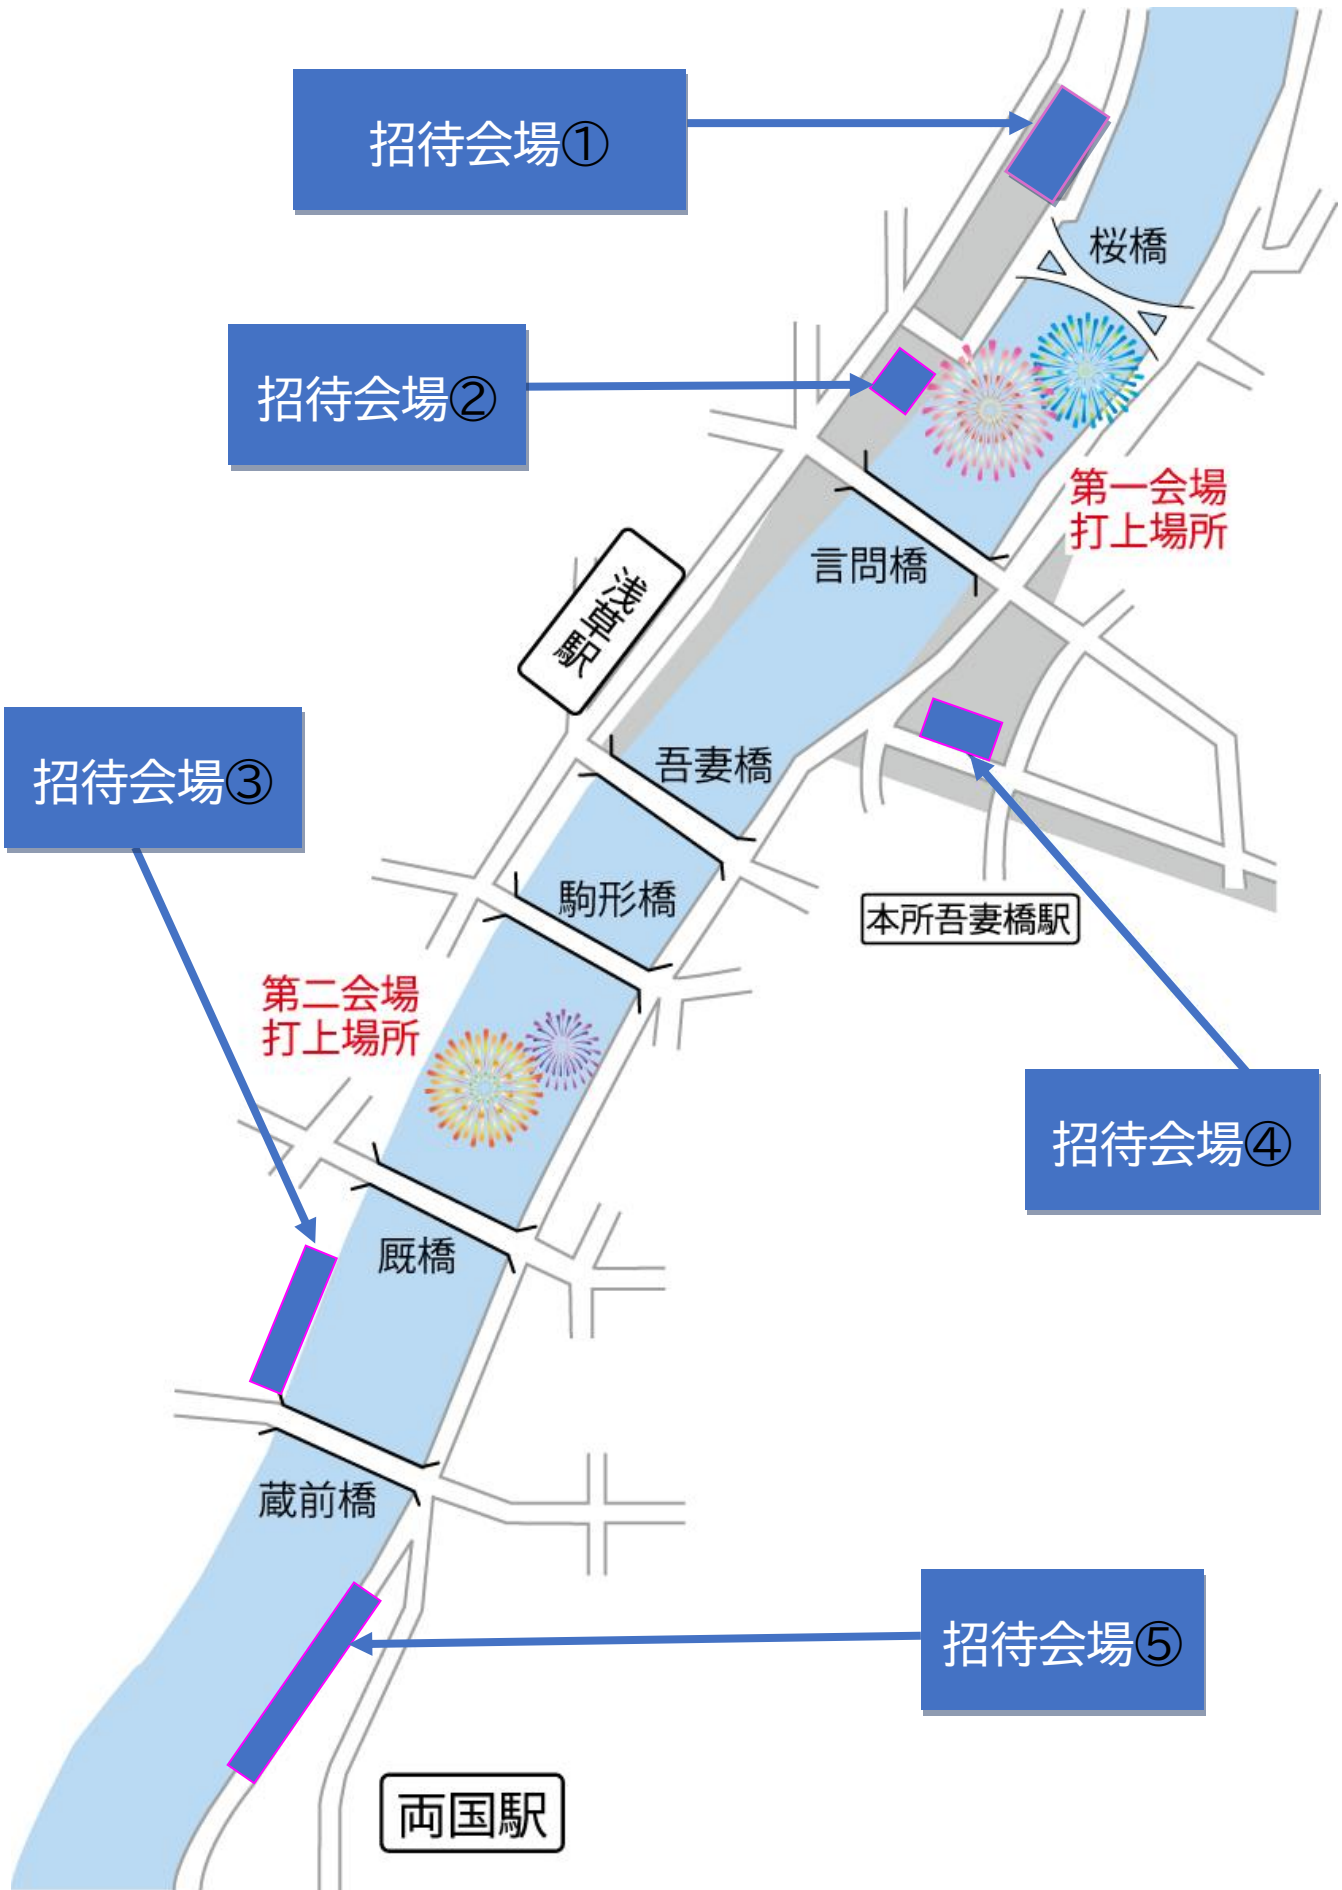 招待会場①
桜橋
招待会場②
第一会場
打上場所
言問橋
浅草駅
招待会場③
吾妻橋
駒形橋
本所吾妻橋駅
第二会場
打上場所
招待会場④
厩橋
蔵前橋
招待会場⑤
両国駅